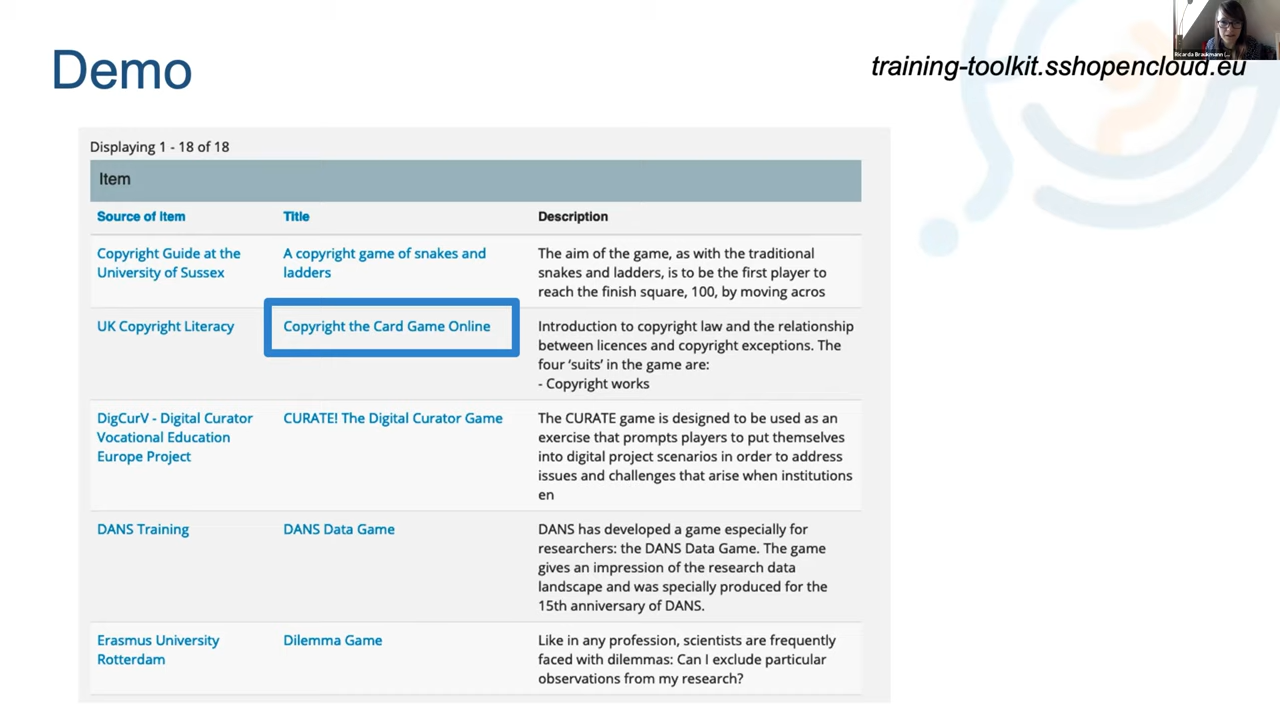 Demo
training-toolkit.sshopencloud.eu
Displaying 1 - 18 of 18
Item
Source of Item
Title
Description
Copyright Guide at the
University of Sussex
A copyright game of snakes and
ladders
The aim of the game, as with the traditional
snakes and ladders, is to be the first player to
reach the finish square, 100, by moving acros
UK Copyright Literacy
Copyright the Card Game Online
Introduction to copyright law and the relationship
between licences and copyright exceptions. The
four ‘suits’ in the game are:
- Copyright works
DigCurV - Digital Curator
Vocational Education
Europe Project
CURATE! The Digital Curator Game
The CURATE game is designed to be used as an
exercise that prompts players to put themselves
into digital project scenarios in order to address
issues and challenges that arise when institutions
en
DANS Training
DANS Data Game
DANS has developed a game especially for
researchers: the DANS Data Game. The game
gives an impression of the research data
landscape and was specially produced for the
15th anniversary of DANS.
Erasmus University
Rotterdam
Dilemma Game
Like in any profession, scientists are frequently
faced with dilemmas: Can I exclude particular
observations from my research?